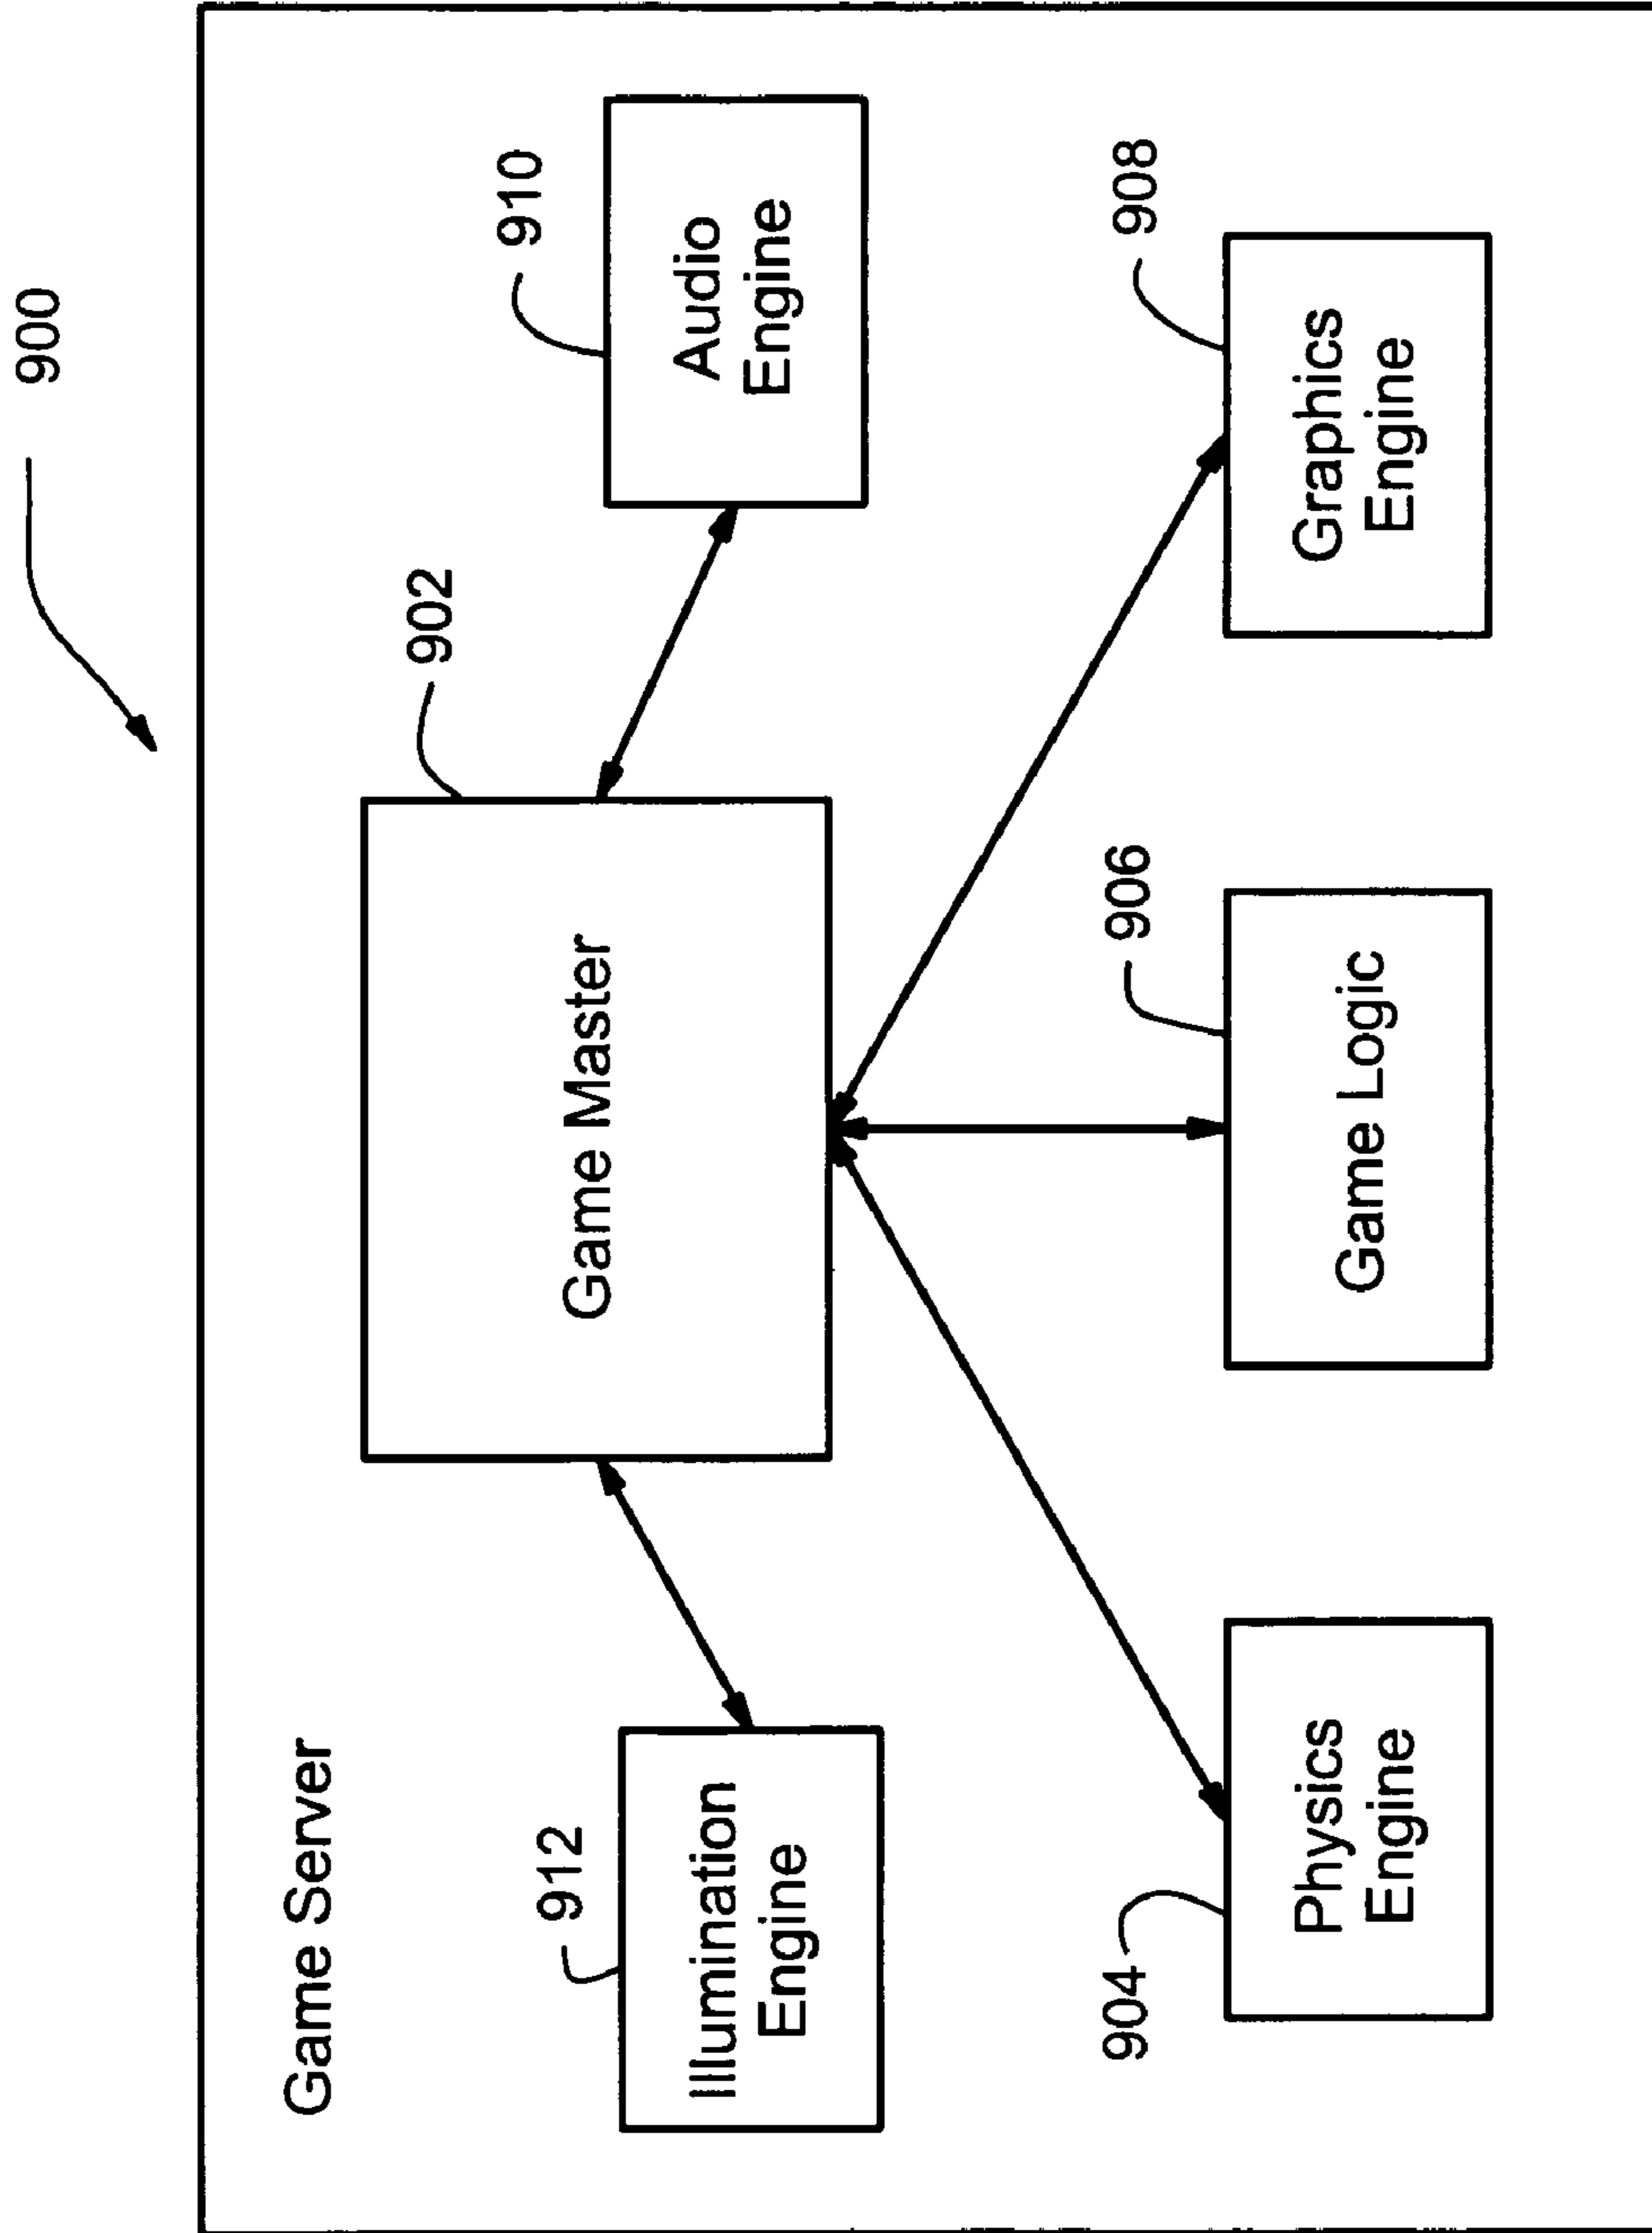 900
Game Server
902
Game Master
910
Audio
Engine
912
Illumination
Engine
904
Physics
Engine
906
Game Logic
908
Graphics
Engine